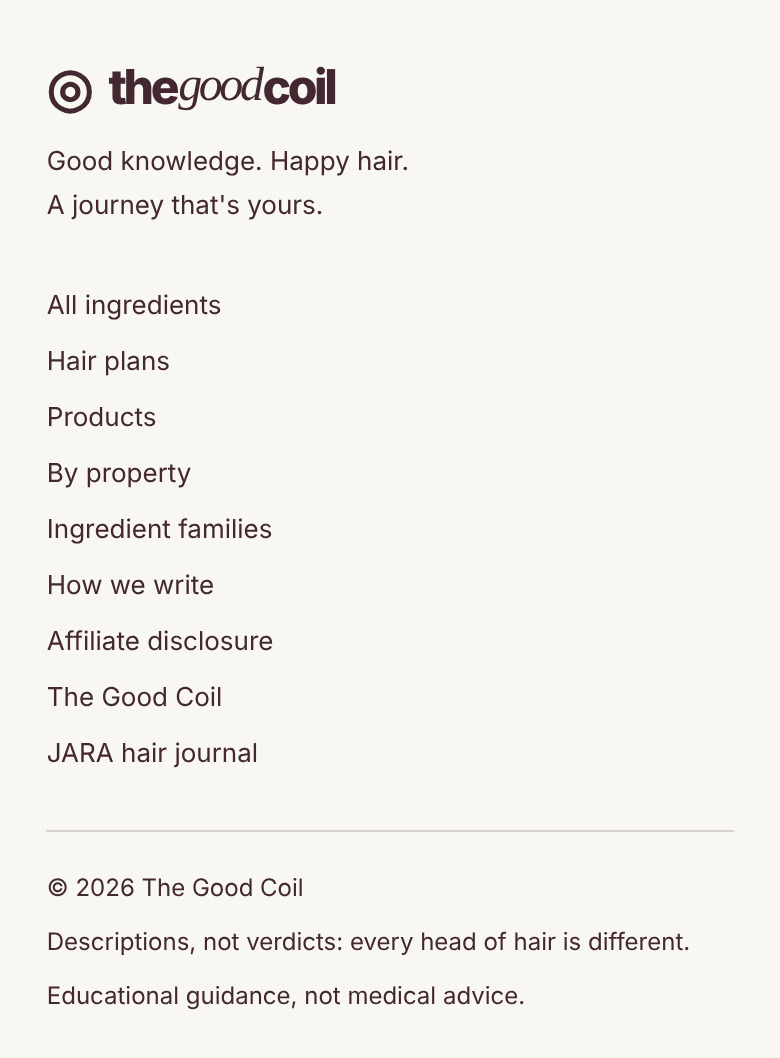 thegoodcoil
Good knowledge. Happy hair.
A journey that's yours.
All ingredients
Hair plans
Products
By property
Ingredient families
How we write
Affiliate disclosure
The Good Coil
JARA hair journal
© 2026 The Good Coil
Descriptions, not verdicts: every head of hair is different.
Educational guidance, not medical advice.